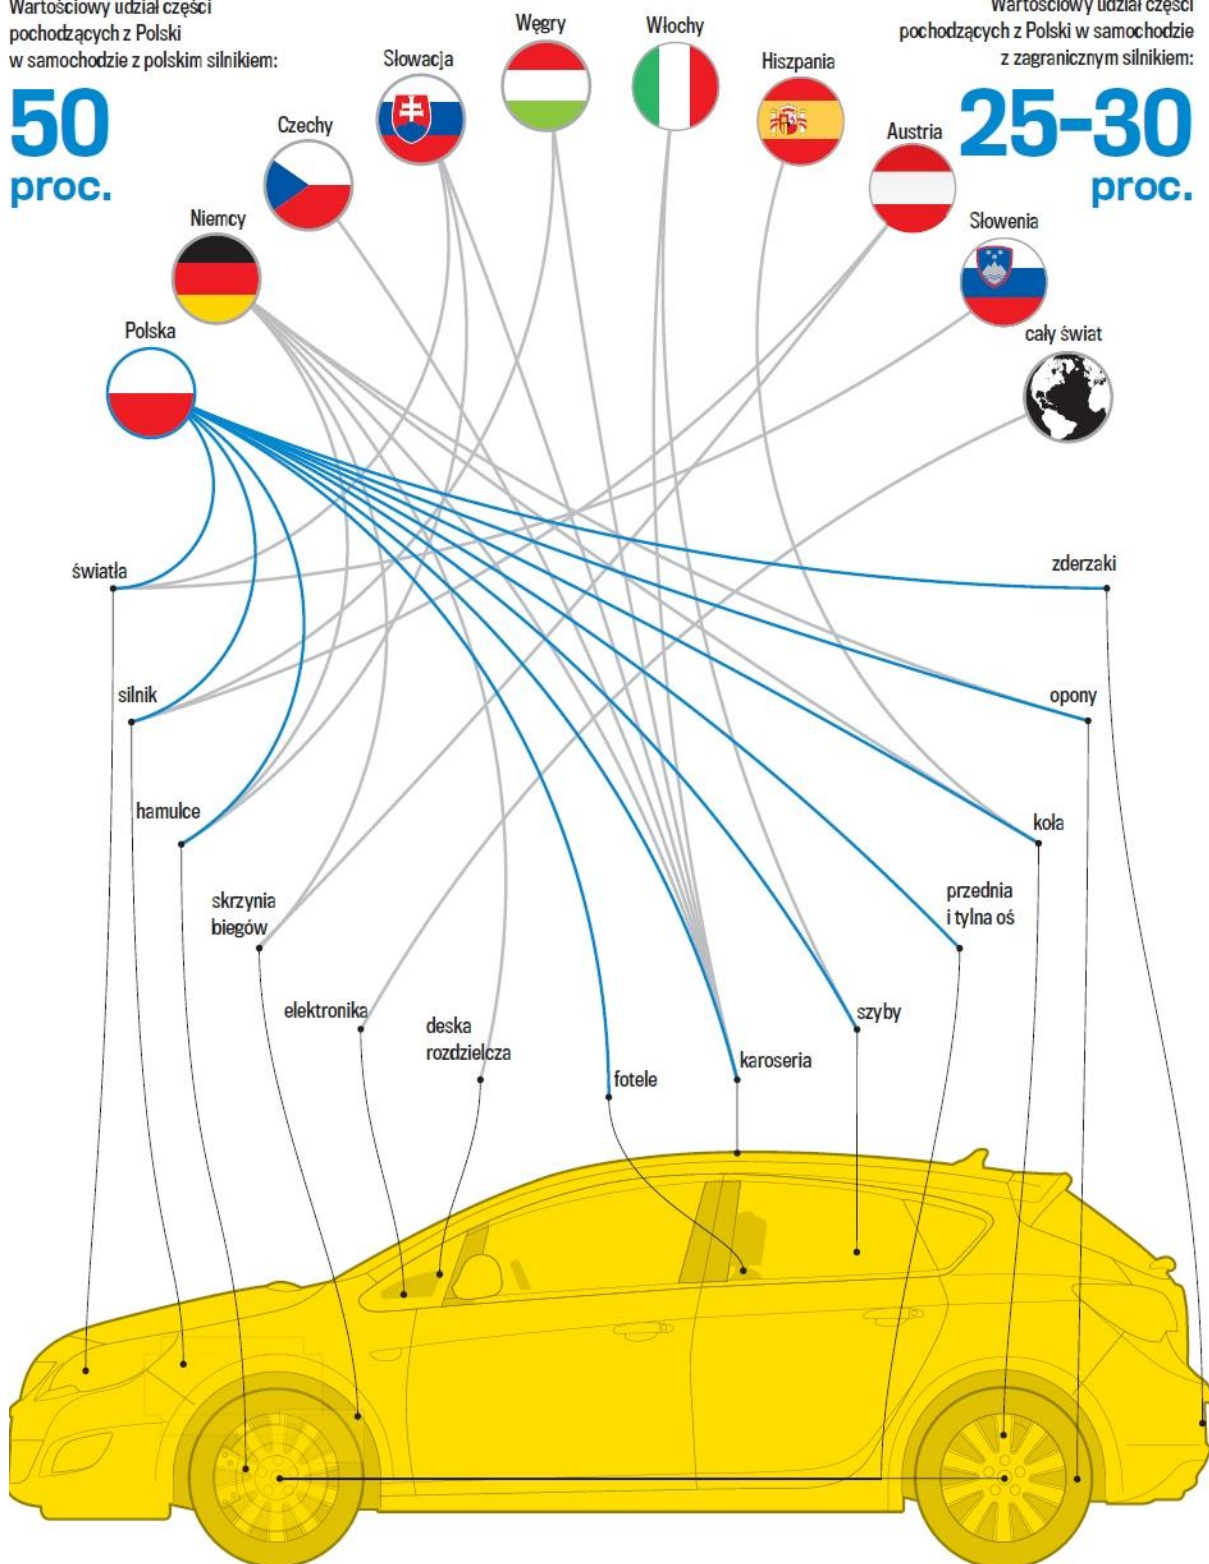 Wartościowy udział części
pochodzących z Polski
w samochodzie z polskim silnikiem:
50
proc.
Wartościowy udział części
pochodzących z Polski w samochodzie
z zagranicznym silnikiem:
25-30
proc.
Polska
Niemcy
Czechy
Słowacja
Węgry
Włochy
Hiszpania
Austria
Słowenia
cały świat
światła
silnik
hamulce
skrzynia
biegów
elektronika
deska
rozdzielcza
fotele
karoseria
szyby
przednia
i tylna oś
koła
opony
zderzaki